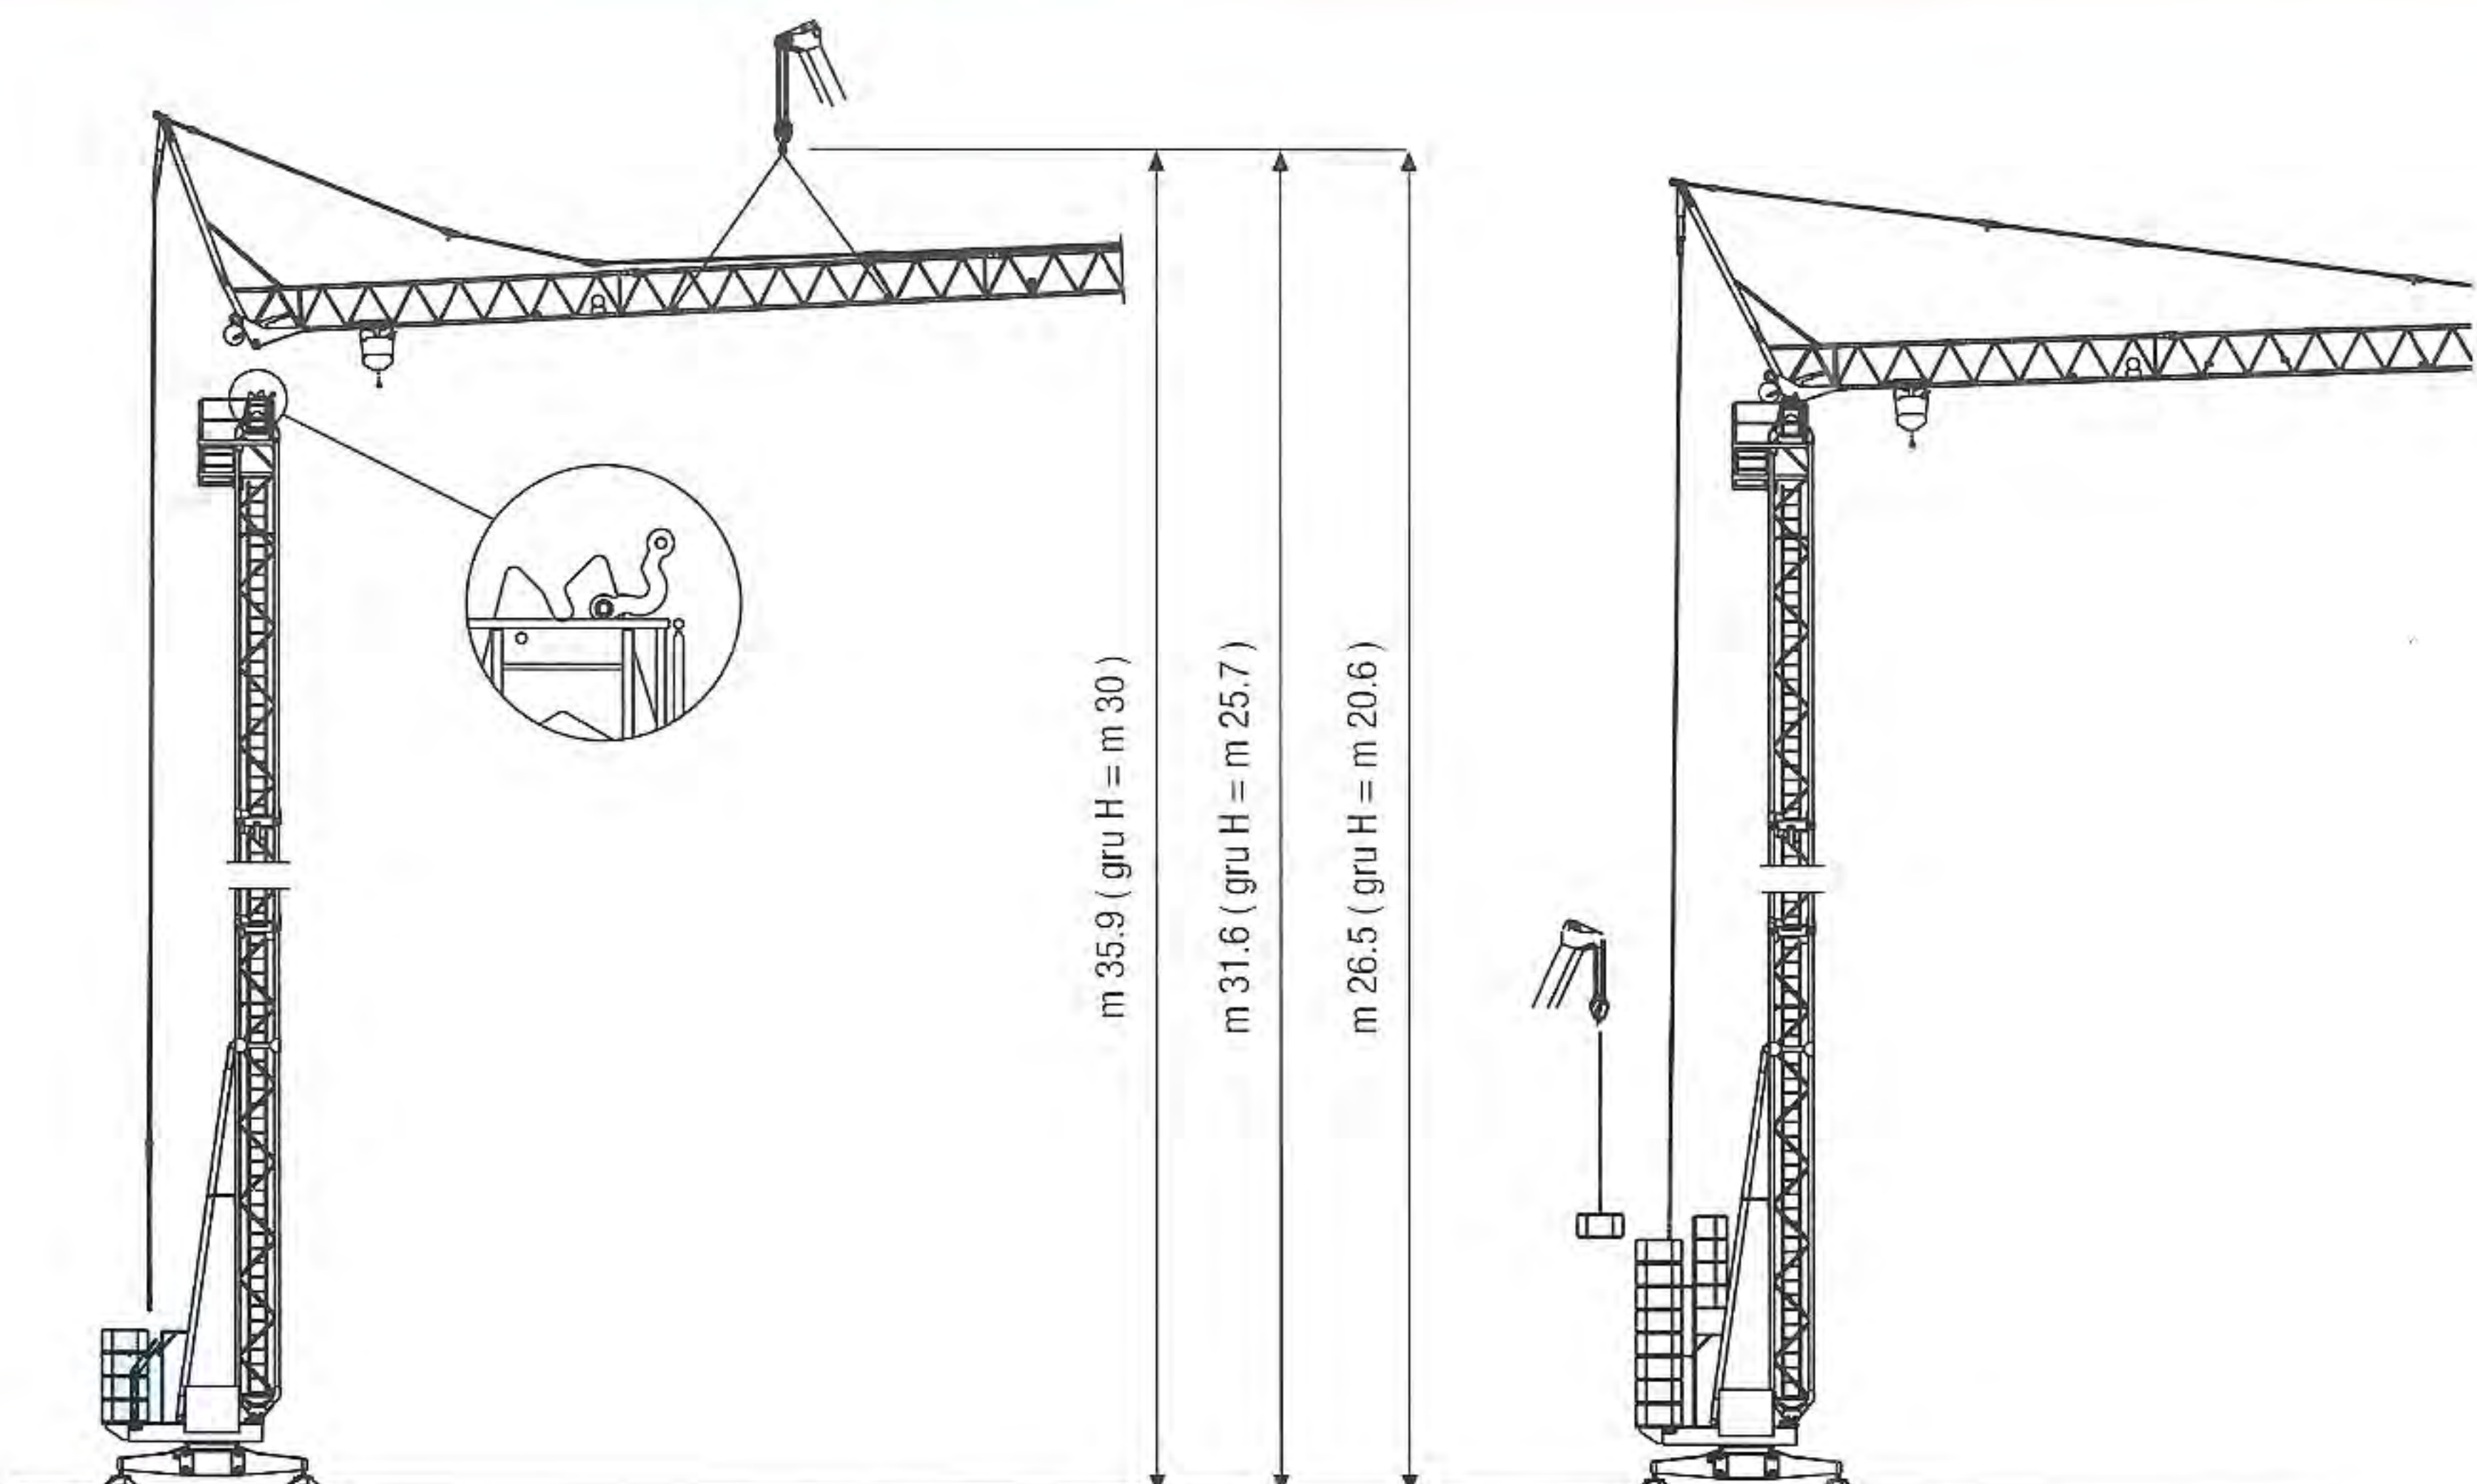 m 35.9 ( gru H = m 30 )
m 31.6 ( gru H = m 25.7 )
m 26.5 ( gru H = m 20.6 )